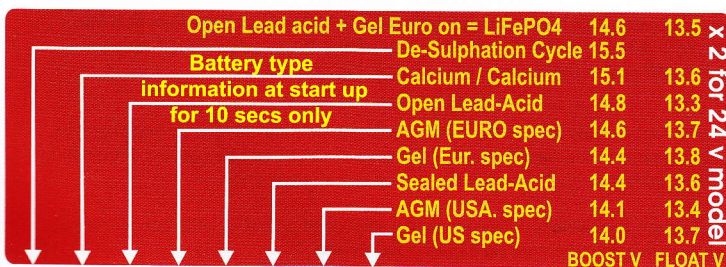 Open Lead acid + Gel Euro on = LiFePO4 14.6 13.5
De-Sulphation Cycle 15.5
Battery type
information at start up
for 10 secs only
Calcium / Calcium 15.1 13.6
Open Lead-Acid 14.8 13.3
AGM (EURO spec) 14.6 13.7
Gel (Eur. spec) 14.4 13.8
Sealed Lead-Acid 14.4 13.6
AGM (USA. spec) 14.1 13.4
Gel (US spec) 14.0 13.7
BOOST V FLOAT V
x 2 for 24 v model